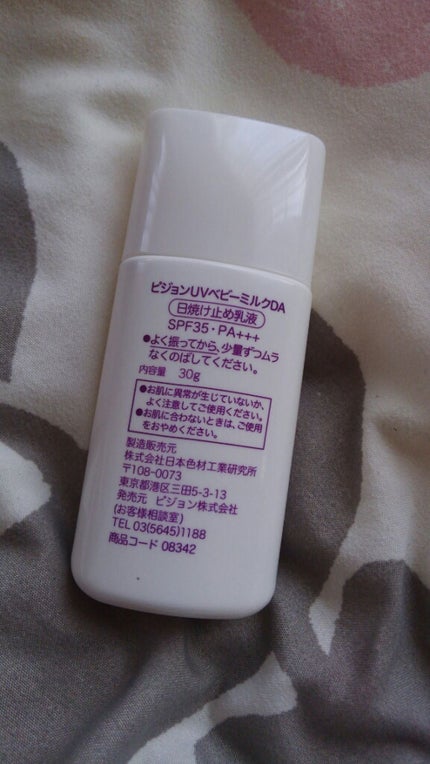 ピジョンUVベビーミルクDA
日焼け止め乳液
SPF35・PA+++
●よく振ってから、少量ずつムラ
なくのばしてください。
内容量 30g
●お肌に異常が生じていないか、
よく注意してご使用ください。
●お肌に合わないときは、ご使用
をおやめください。
製造販売元
株式会社日本色材工業研究所
〒108-0073
東京都港区三田5-3-13
発売元 ピジョン株式会社
(お客様相談室)
TEL 03(5645)1188
商品コード 08342